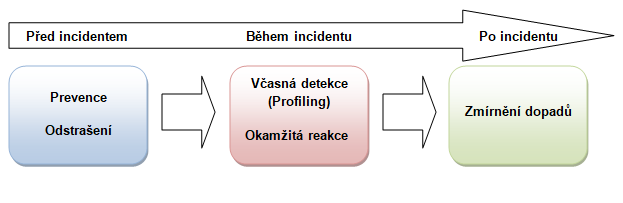 Před incidentem
Během incidentu
Po incidentu
Prevence
Odstrašení
Včasná detekce
(Profiling)
Okamžitá reakce
Zmírnění dopadů